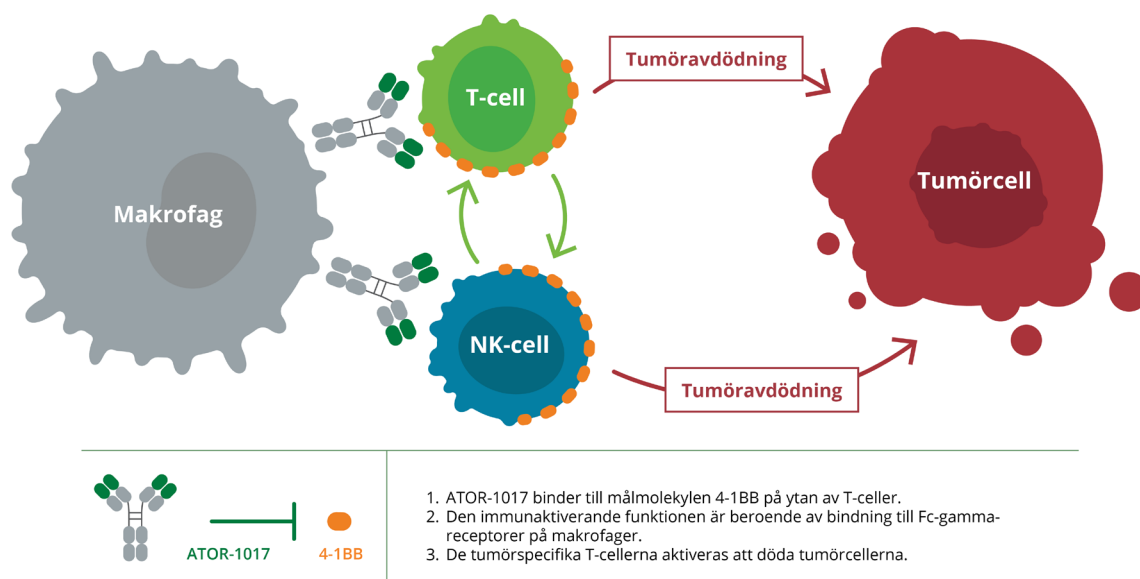 Tumöravdödning
T-cell
Makrofag
Tumörcell
NK-cell
Tumöravdödning
ATOR-1017
4-1BB
1. ATOR-1017 binder till målmolekylen 4-1BB på ytan av T-celler.
2. Den immunaktiverande funktionen är beroende av bindning till Fc-gamma-
receptorer på makrofager.
3. De tumörspecifika T-cellerna aktiveras att döda tumörcellerna.